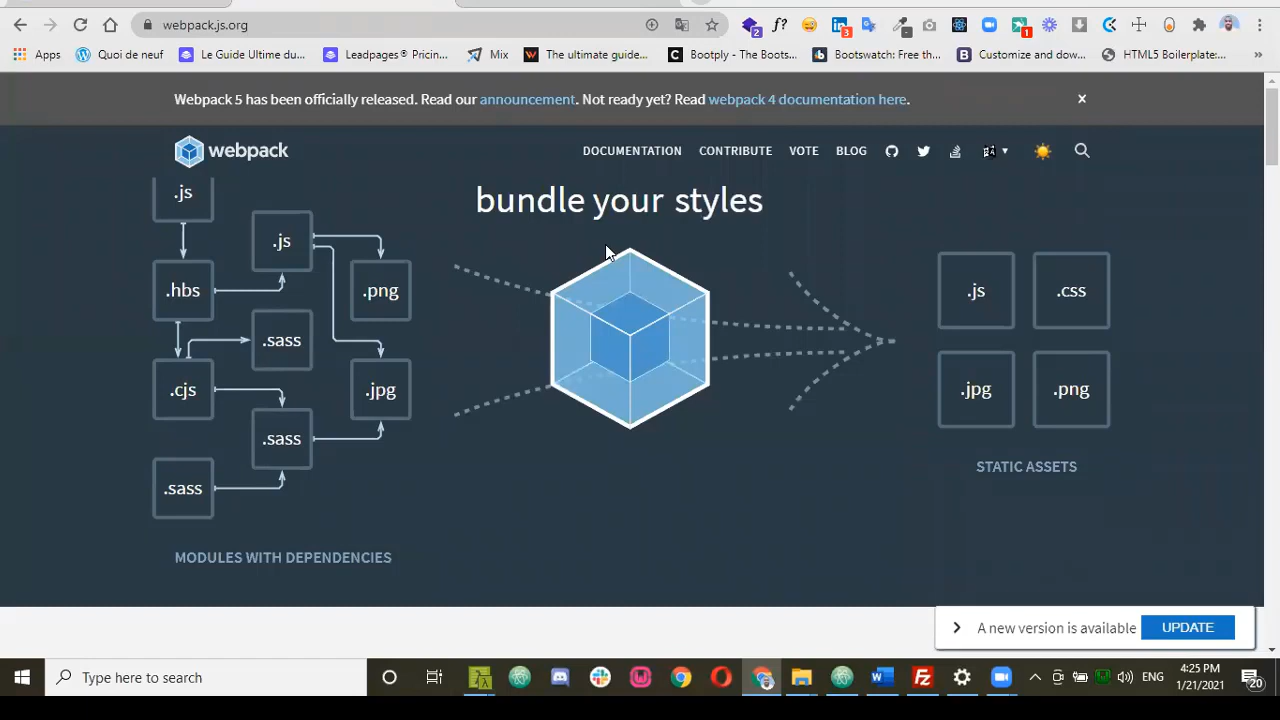 webpack.js.org
2
f?
3
1
Apps
Quoi de neuf
Le Guide Ultime du...
Leadpages® Pricin...
Mix
The ultimate guide...
Bootply - The Boots...
Bootswatch: Free th...
Customize and dow...
HTML5 Boilerplate:...
»
Webpack 5 has been officially released. Read our announcement. Not ready yet? Read webpack 4 documentation here.
webpack
DOCUMENTATION
CONTRIBUTE
VOTE
BLOG
bundle your styles
.js
.js
.hbs
.png
.sass
.cjs
.jpg
.sass
.sass
MODULES WITH DEPENDENCIES
.js
.css
.jpg
.png
STATIC ASSETS
A new version is available
UPDATE
Type here to search
ENG
4:25 PM
1/21/2021
20